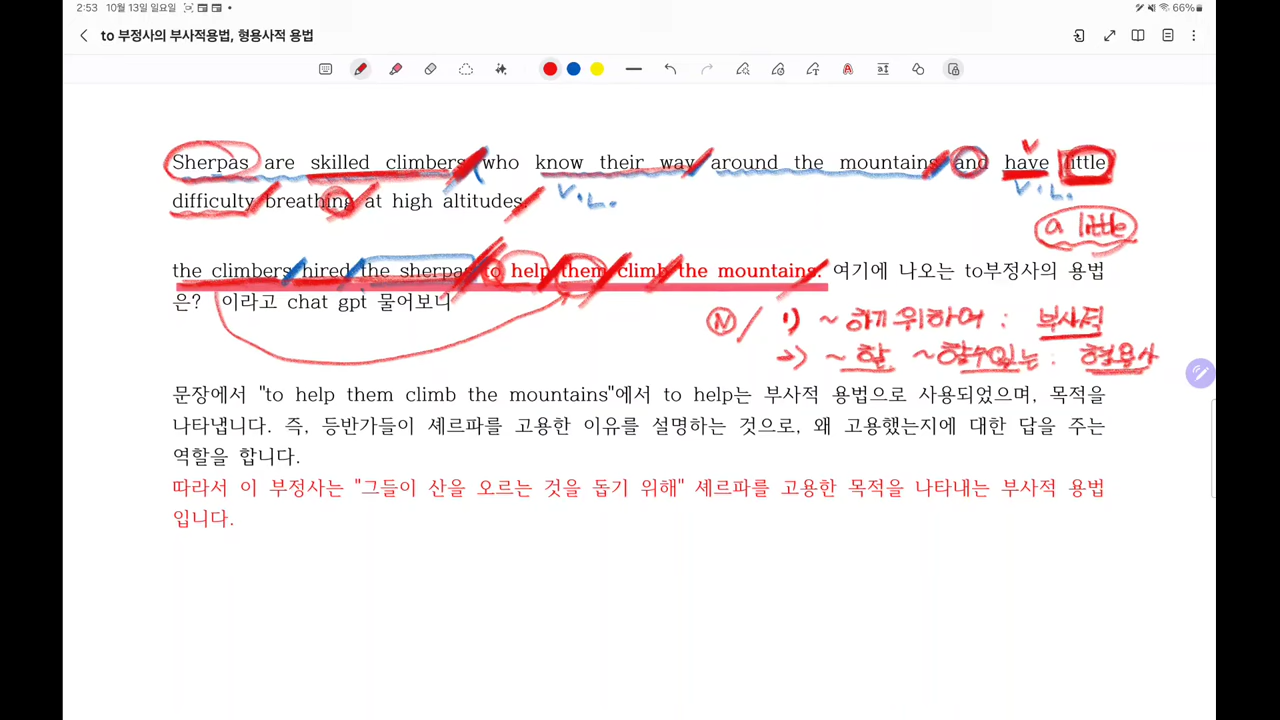 2:53 10월 13일 일요일 66%
to 부정사의 부사적용법, 형용사적 용법
Sherpas are skilled climbers who know their way around the mountains and have little
V.L. V.L.
difficulty breathing at high altitudes.
a little
the climbers hired the sherpas to help them climb the mountains. 여기에 나오는 to부정사의 용법
은? 이라고 chat gpt 물어보니
N / 1) ~하기 위하여 : 부사적
2) ~할 ~할수있는 : 형용사
문장에서 "to help them climb the mountains"에서 to help는 부사적 용법으로 사용되었으며, 목적을
나타냅니다. 즉, 등반가들이 셰르파를 고용한 이유를 설명하는 것으로, 왜 고용했는지에 대한 답을 주는
역할을 합니다.
따라서 이 부정사는 "그들이 산을 오르는 것을 돕기 위해" 셰르파를 고용한 목적을 나타내는 부사적 용법
입니다.